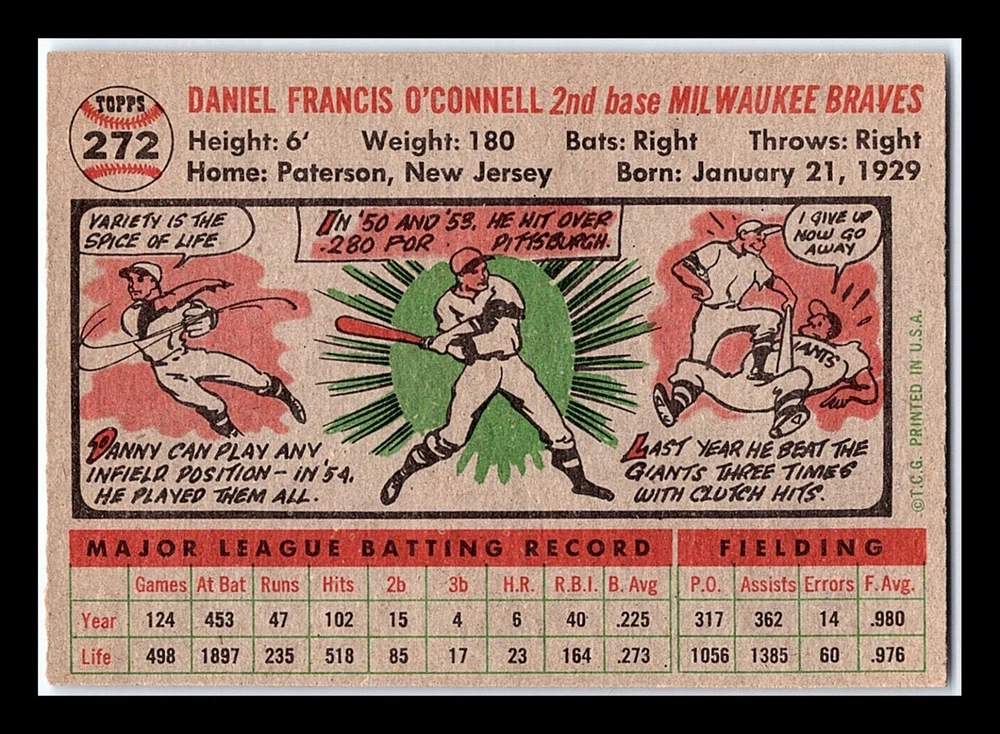 TOPPS
272
DANIEL FRANCIS O'CONNELL 2nd base MILWAUKEE BRAVES
Height: 6' Weight: 180 Bats: Right Throws: Right
Home: Paterson, New Jersey Born: January 21, 1929
VARIETY IS THE
SPICE OF LIFE
IN '50 AND '53, HE HIT OVER
.280 FOR PITTSBURGH.
I GIVE UP
NOW GO
AWAY
GIANTS
DANNY CAN PLAY ANY
INFIELD POSITION - IN '54,
HE PLAYED THEM ALL.
LAST YEAR HE BEAT THE
GIANTS THREE TIMES
WITH CLUTCH HITS.
©T.C.G. PRINTED IN U.S.A.
MAJOR LEAGUE BATTING RECORD FIELDING
Games At Bat Runs Hits 2b 3b H.R. R.B.I. B. Avg P.O. Assists Errors F. Avg.
Year 124 453 47 102 15 4 6 40 .225 317 362 14 .980
Life 498 1897 235 518 85 17 23 164 .273 1056 1385 60 .976